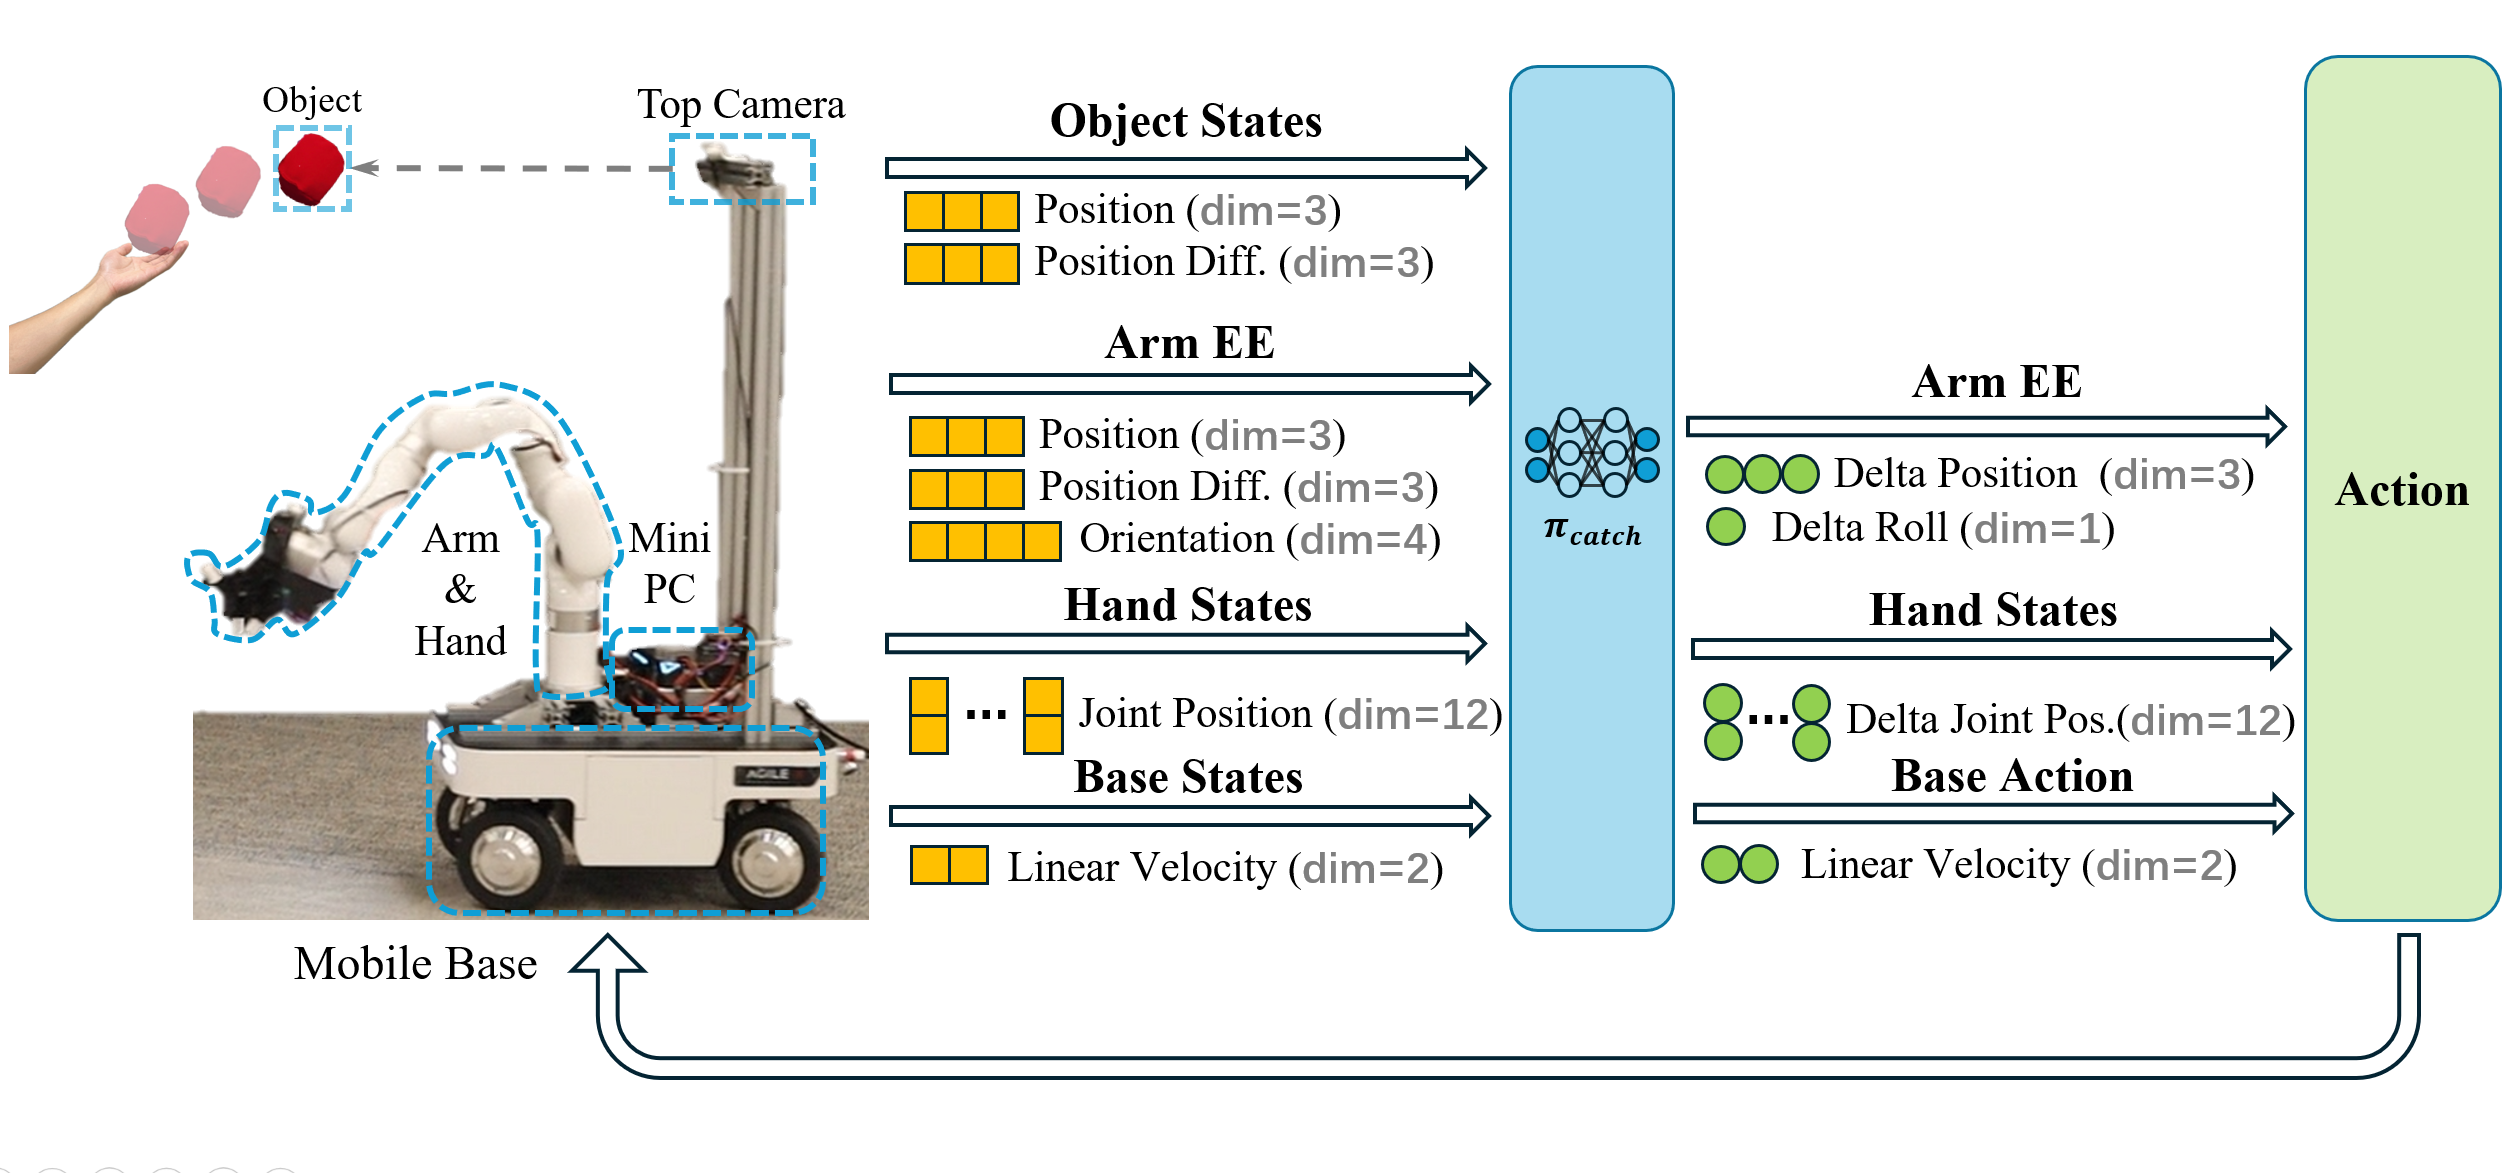 Object
Top Camera
Arm
&
Hand
Mini
PC
AGILE
Mobile Base
Object States
Position (dim=3)
Position Diff. (dim=3)
Arm EE
Position (dim=3)
Position Diff. (dim=3)
Orientation (dim=4)
Hand States
... Joint Position (dim=12)
Base States
Linear Velocity (dim=2)
π catch
Arm EE
Delta Position (dim=3)
Delta Roll (dim=1)
Hand States
... Delta Joint Pos.(dim=12)
Base Action
Linear Velocity (dim=2)
Action